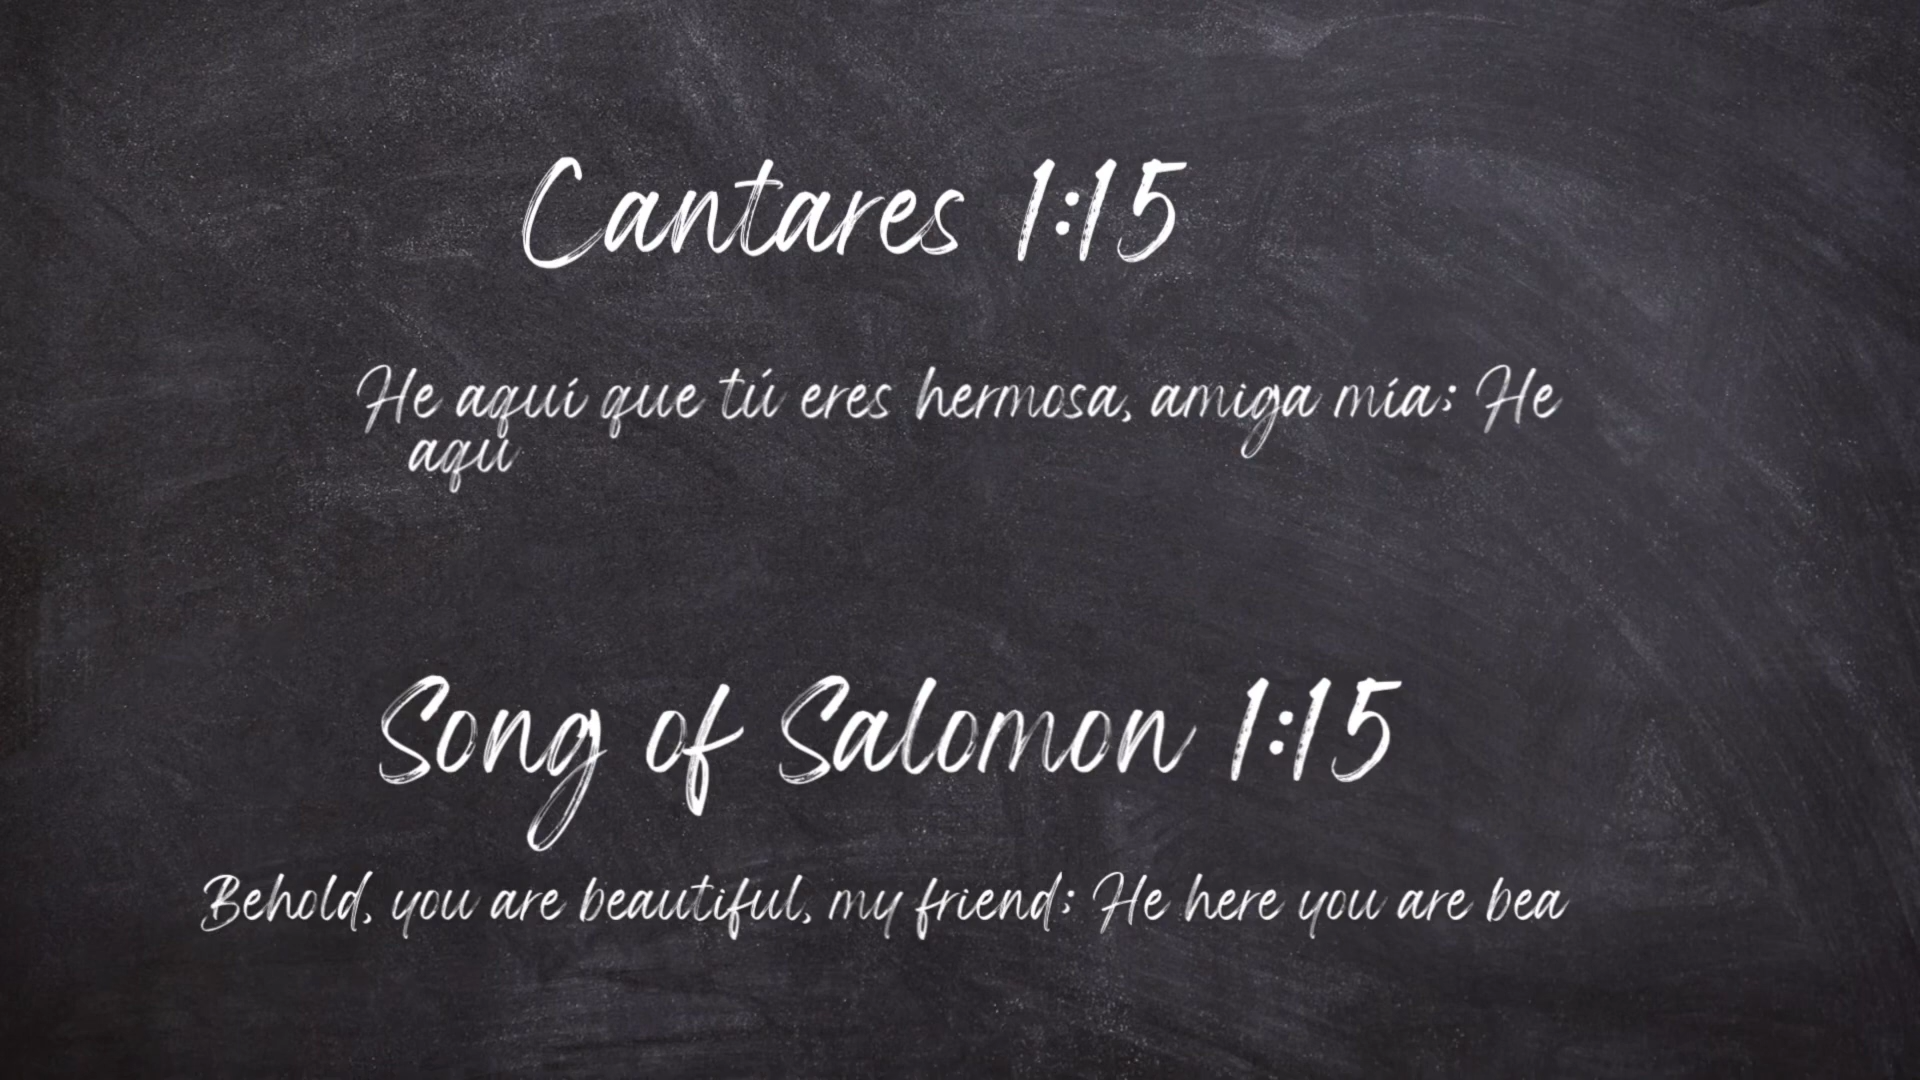 Cantares 1:15
He aquí que tú eres hermosa, amiga mía; He
aqu
Song of Salomon 1:15
Behold, you are beautiful, my friend; He here you are bea